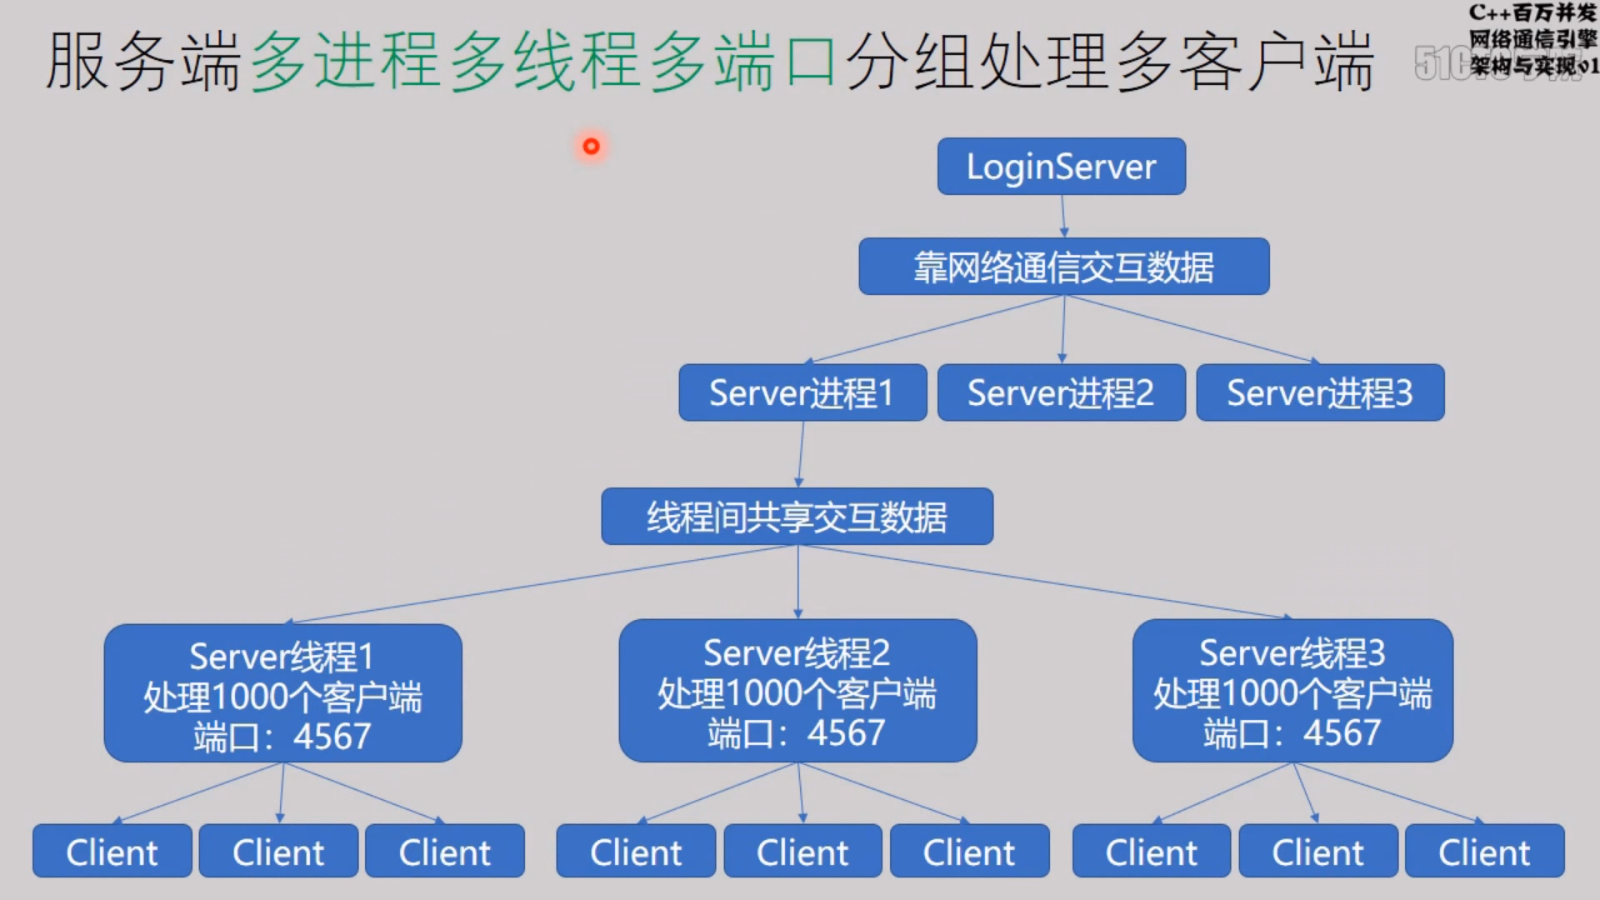 服务端多进程多线程多端口分组处理多客户端
C++百万并发
网络通信引擎
架构与实现01
LoginServer
靠网络通信交互数据
Server进程1
Server进程2
Server进程3
线程间共享交互数据
Server线程1
处理1000个客户端
端口：4567
Server线程2
处理1000个客户端
端口：4567
Server线程3
处理1000个客户端
端口：4567
Client
Client
Client
Client
Client
Client
Client
Client
Client